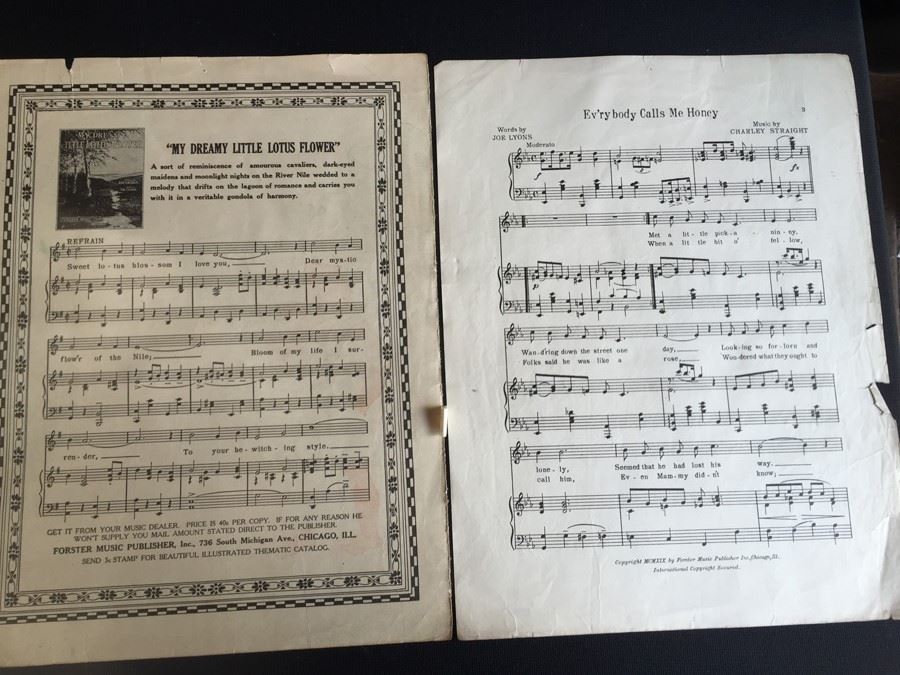 MY DREAMY
LITTLE LOTUS FLOWER
"MY DREAMY LITTLE LOTUS FLOWER"
A sort of reminiscence of amourous cavaliers, dark-eyed
maidens and moonlight nights on the River Nile wedded to a
melody that drifts on the lagoon of romance and carries you
with it in a veritable gondola of harmony.
REFRAIN
Sweet lo-tus blos-som I love you, Dear mys-tic
flow'r of the Nile; Bloom of my life I sur-
ren-der, To your be-witch-ing style.
GET IT FROM YOUR MUSIC DEALER. PRICE IS 40¢ PER COPY. IF FOR ANY REASON HE
WON'T SUPPLY YOU MAIL AMOUNT STATED DIRECT TO THE PUBLISHER.
FORSTER MUSIC PUBLISHER, Inc., 736 South Michigan Ave., CHICAGO, ILL.
SEND 3¢ STAMP FOR BEAUTIFUL ILLUSTRATED THEMATIC CATALOG.
Ev'rybody Calls Me Honey
3
Words by
JOE LYONS
Music by
CHARLEY STRAIGHT
Moderato
f
Met a lit-tle pick-a-nin-ny,
When a lit tle bit o' fel-low,
Wan-d'ring down the street one day, Look-ing so for-lorn and
Folks said he was like a rose, Won-dered what they ought to
lone-ly, Seemed that he had lost his way.
call him, Ev-en Mam-my did-n't know;
Copyright MCMXIX by Forster Music Publisher Inc., Chicago, Ill.
International Copyright Secured.